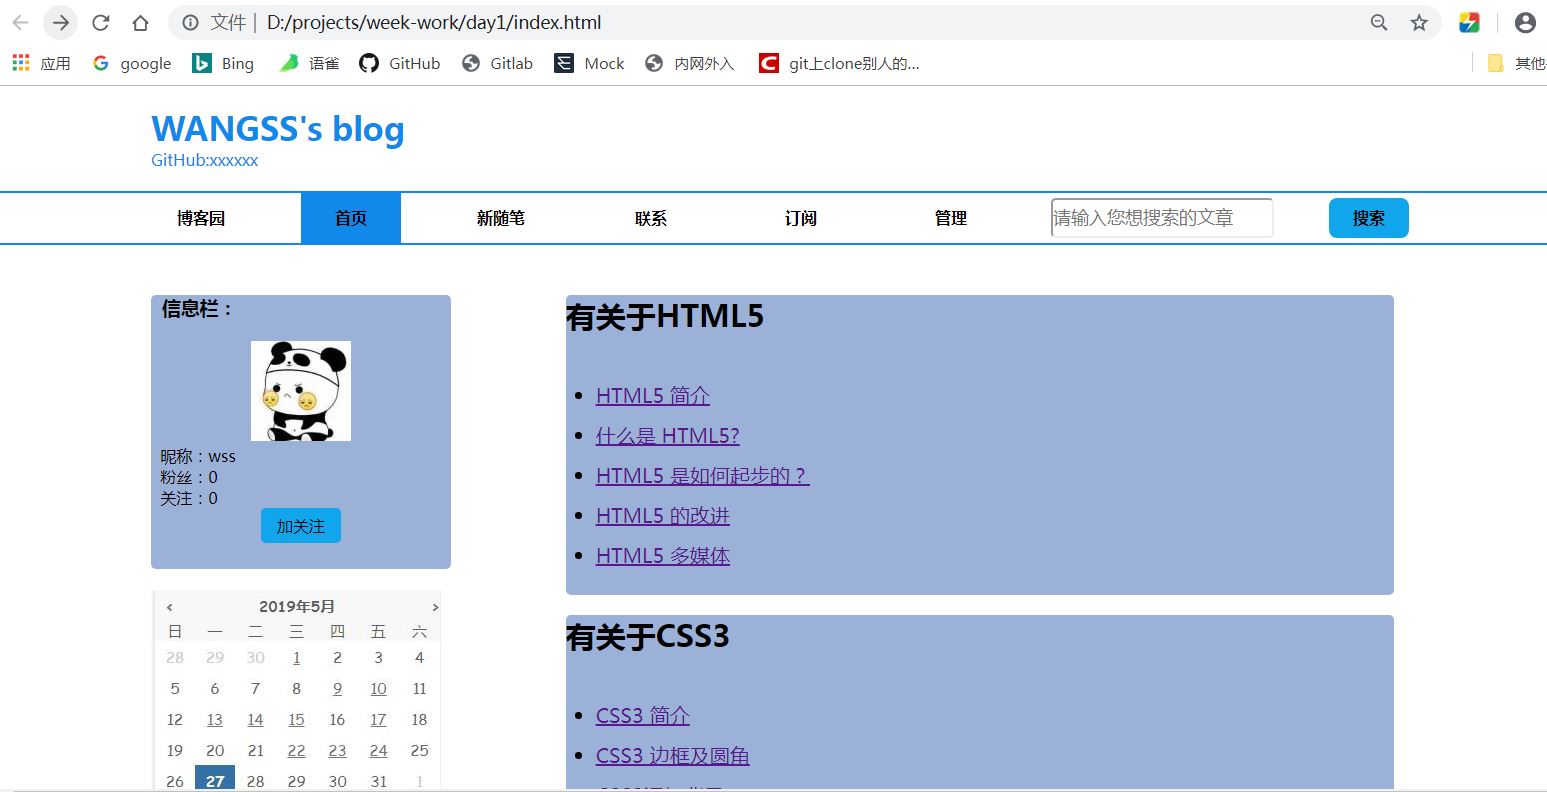 文件 | D:/projects/week-work/day1/index.html
应用 google Bing 语雀 GitHub Gitlab Mock 内网外入 git上clone别人的...
WANGSS's blog
GitHub:xxxxxx
博客园 首页 新随笔 联系 订阅 管理 请输入您想搜索的文章 搜索
信息栏：
昵称：wss
粉丝：0
关注：0
加关注
‹ 2019年5月 ›
日 一 二 三 四 五 六
28 29 30 1 2 3 4
5 6 7 8 9 10 11
12 13 14 15 16 17 18
19 20 21 22 23 24 25
26 27 28 29 30 31 1
有关于HTML5
HTML5 简介
什么是 HTML5?
HTML5 是如何起步的？
HTML5 的改进
HTML5 多媒体
有关于CSS3
CSS3 简介
CSS3 边框及圆角